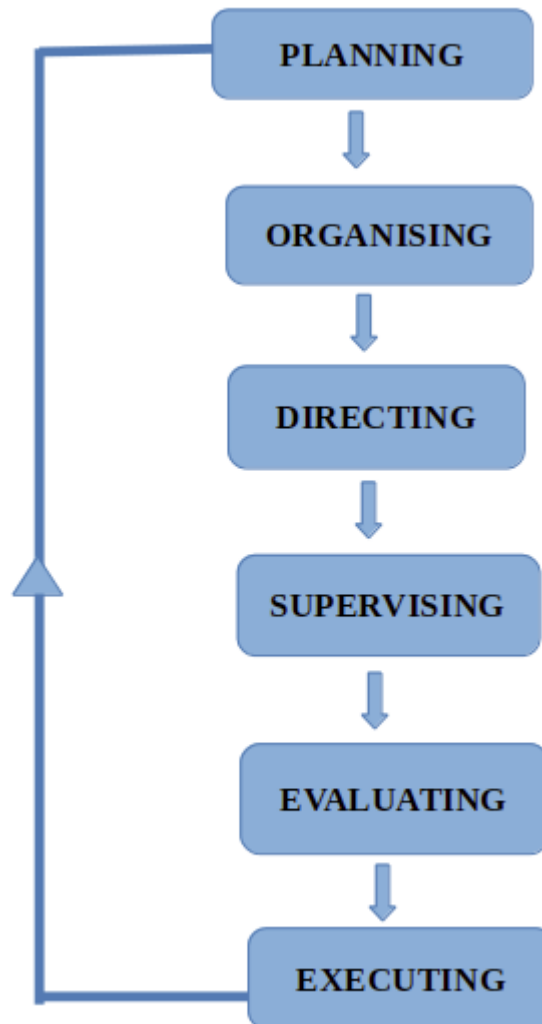 PLANNING
ORGANISING
DIRECTING
SUPERVISING
EVALUATING
EXECUTING